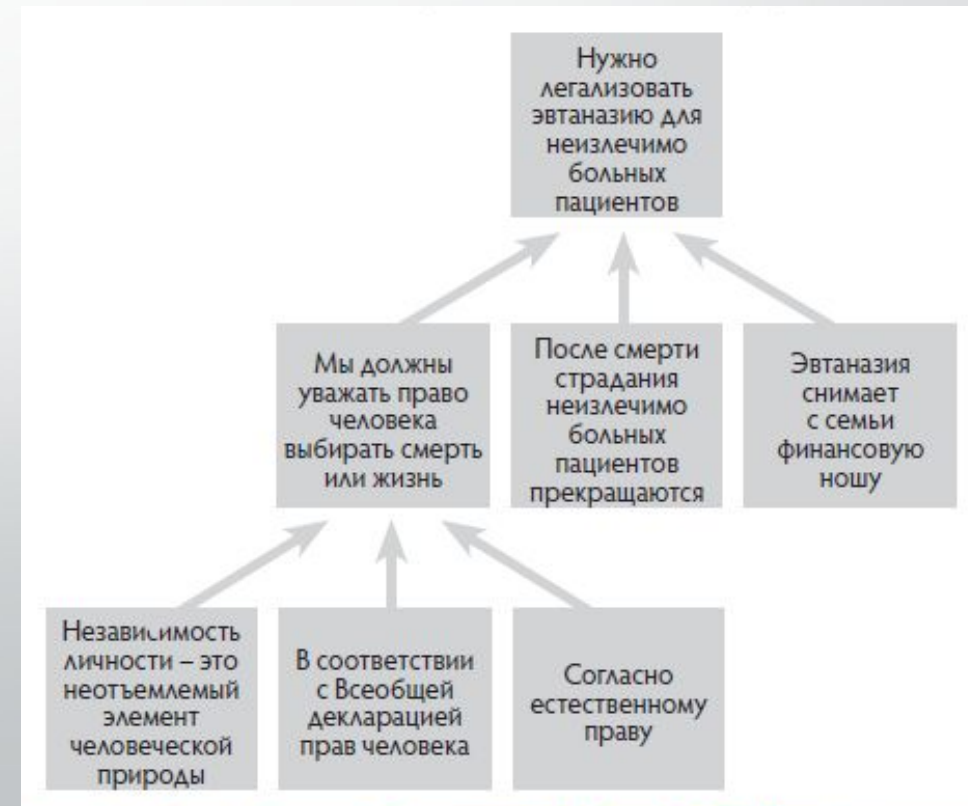 Нужно
легализовать
эвтаназию для
неизлечимо
больных
пациентов
Мы должны
уважать право
человека
выбирать смерть
или жизнь
После смерти
страдания
неизлечимо
больных
пациентов
прекращаются
Эвтаназия
снимает
с семьи
финансовую
ношу
Независимость
личности – это
неотъемлемый
элемент
человеческой
природы
В соответствии
с Всеобщей
декларацией
прав человека
Согласно
естественному
праву